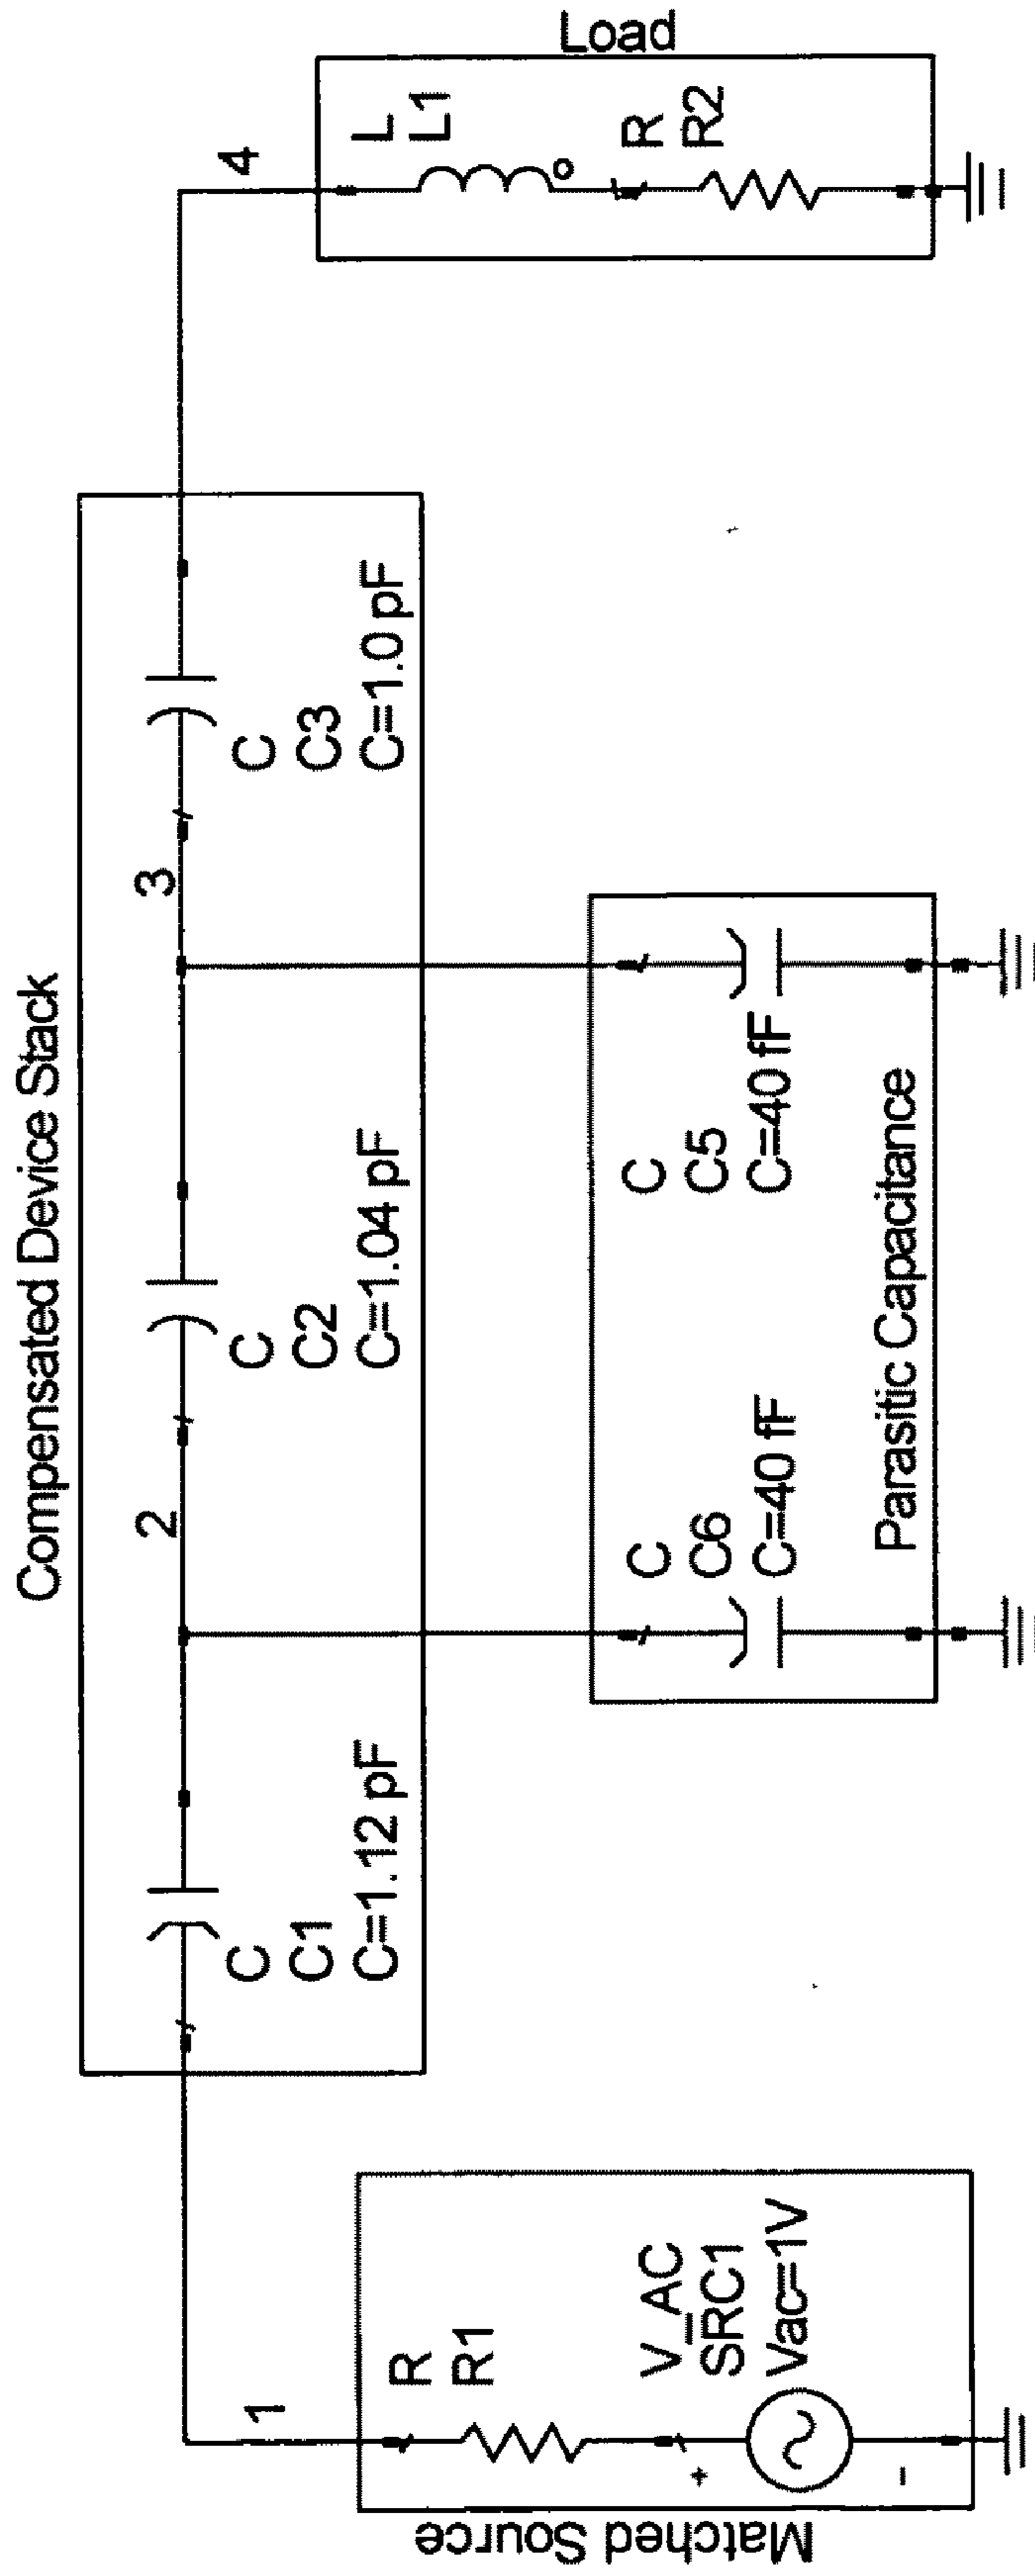 Compensated Device Stack
C
C1
C=1.12 pF
2
C
C2
C=1.04 pF
3
C
C3
C=1.0 pF
1
R
R1
V_AC
SRC1
Vac=1V
+
-
Matched Source
C
C6
C=40 fF
C
C5
C=40 fF
Parasitic Capacitance
4
L
L1
R
R2
Load